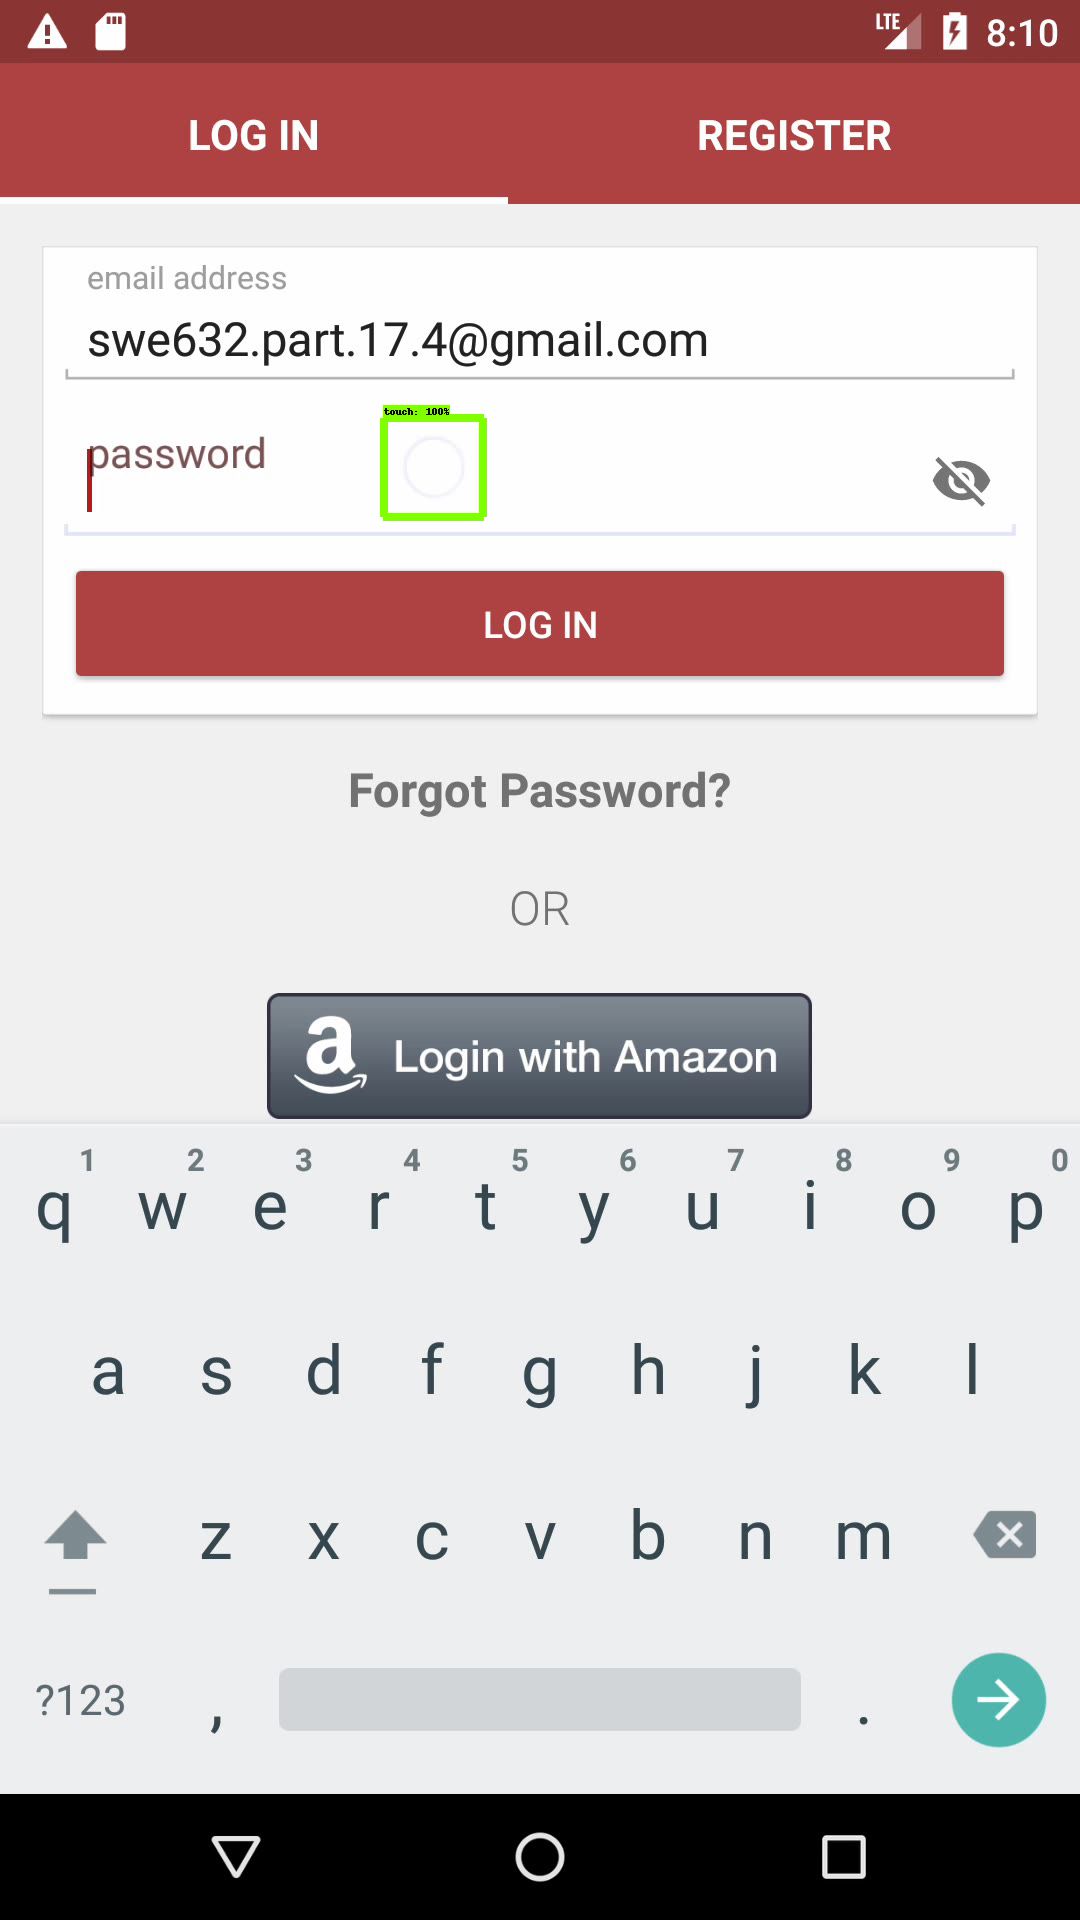 LTE 8:10
LOG IN REGISTER
email address
swe632.part.17.4@gmail.com
touch: 100%
password
LOG IN
Forgot Password?
OR
a Login with Amazon
1 2 3 4 5 6 7 8 9 0
q w e r t y u i o p
a s d f g h j k l
z x c v b n m
?123 , .